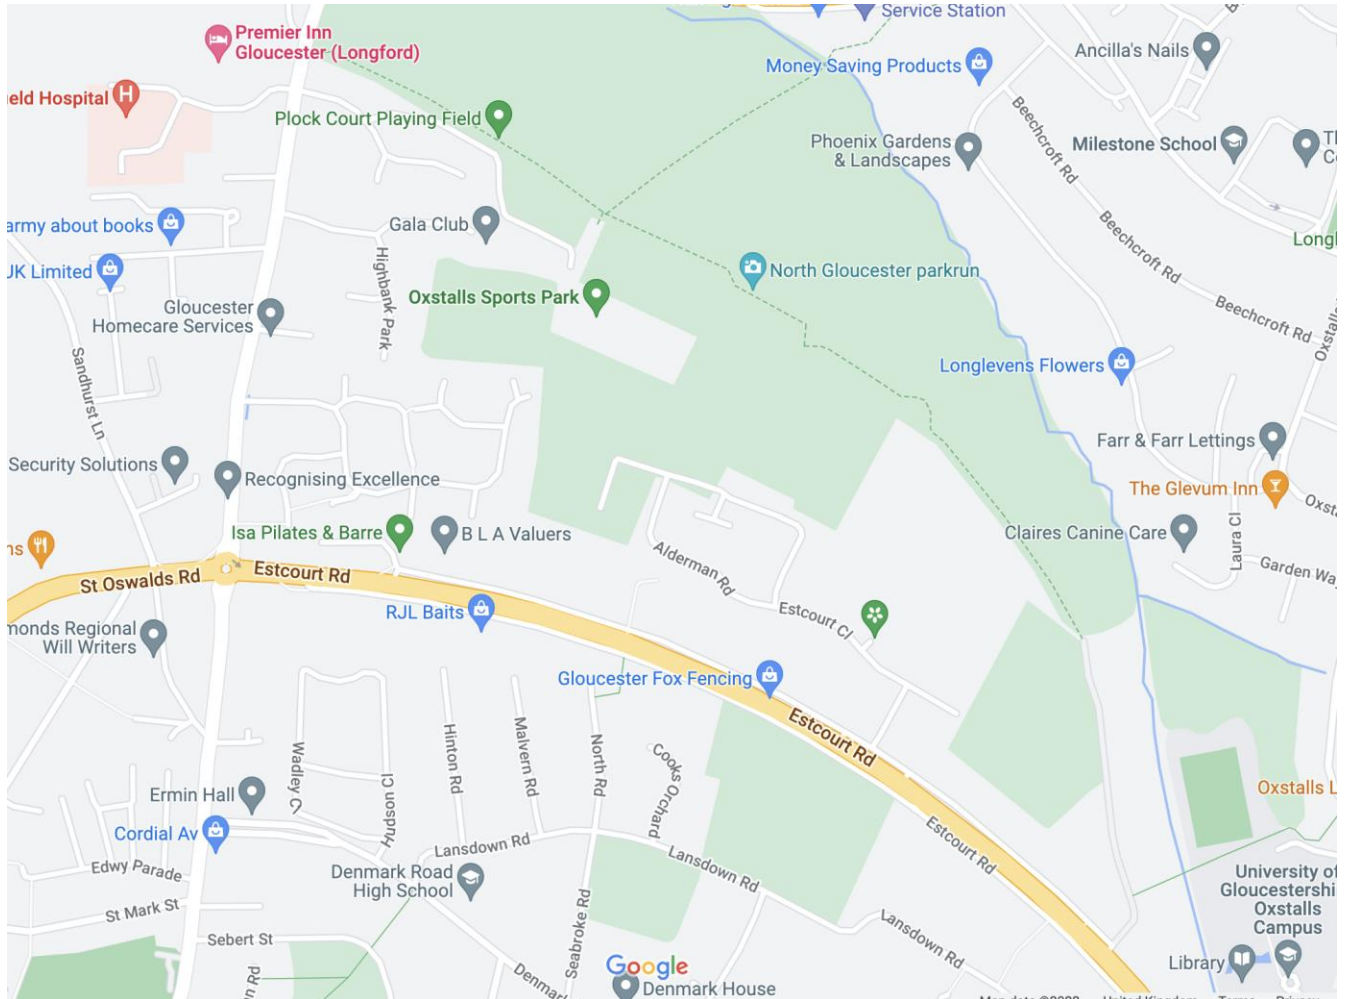 Service Station
Premier Inn
Gloucester (Longford)
Ancilla's Nails
Money Saving Products
eld Hospital
Beechcroft Rd
Plock Court Playing Field
Phoenix Gardens
& Landscapes
Milestone School
army about books
Gala Club
Beechcroft Rd
Longl
JK Limited
Highbank Park
North Gloucester parkrun
Oxstalls Sports Park
Gloucester
Homecare Services
Beechcroft Rd
Oxstalls
Sandhurst Ln
Longlevens Flowers
Farr & Farr Lettings
Security Solutions
Recognising Excellence
The Glevum Inn
Oxsta
Isa Pilates & Barre
B L A Valuers
Claires Canine Care
Laura Cl
ns
St Oswalds Rd
Estcourt Rd
Alderman Rd
Garden Wa
RJL Baits
Estcourt Cl
monds Regional
Will Writers
Gloucester Fox Fencing
Estcourt Rd
Wadley Cl
Hudson Cl
Hinton Rd
Malvern Rd
North Rd
Cooks Orchard
Ermin Hall
Oxstalls L
Cordial Av
Lansdown Rd
Estcourt Rd
Edwy Parade
Denmark Road
High School
Lansdown Rd
University of
Gloucestershi
Oxstalls
Campus
St Mark St
Seabroke Rd
Lansdown Rd
Sebert St
Library
Google
Denmar
Denmark House
n Rd